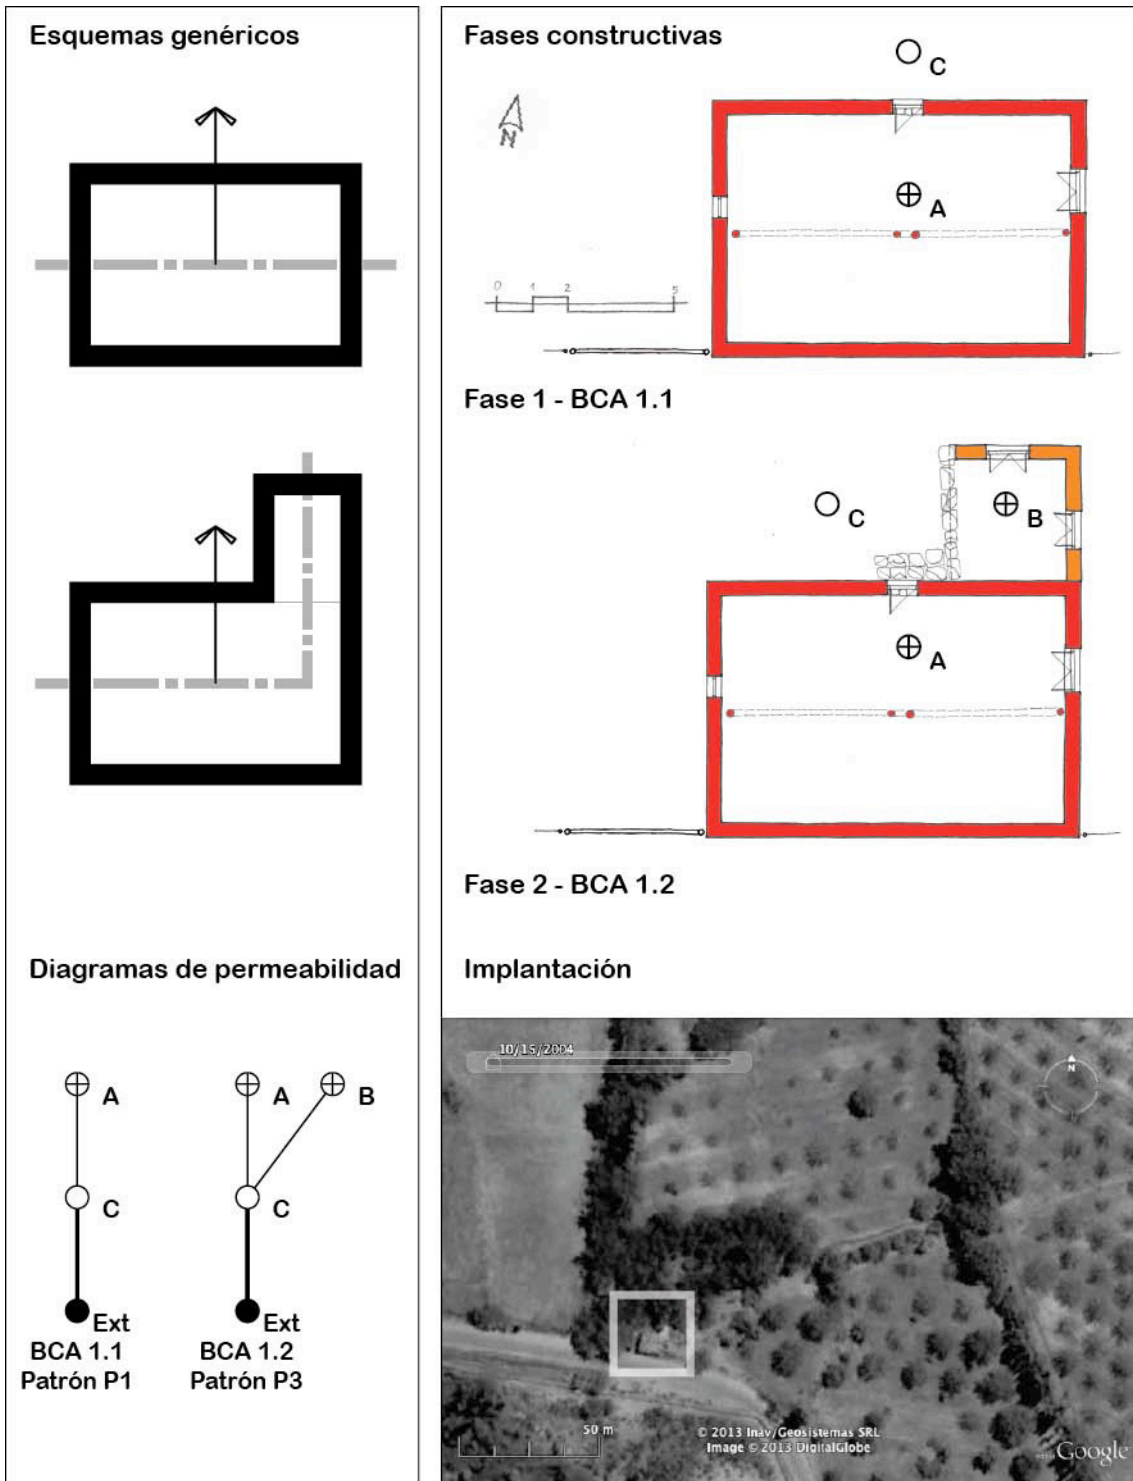 Esquemas genéricos
Fases constructivas
C
N
A
0 1 2 5
Fase 1 - BCA 1.1
C
B
A
Fase 2 - BCA 1.2
Diagramas de permeabilidad
A
C
Ext
BCA 1.1
Patrón P1
A
B
C
Ext
BCA 1.2
Patrón P3
Implantación
10/15/2004
N
50 m
© 2013 Inav/Geosistemas SRL
Image © 2013 DigitalGlobe
Google